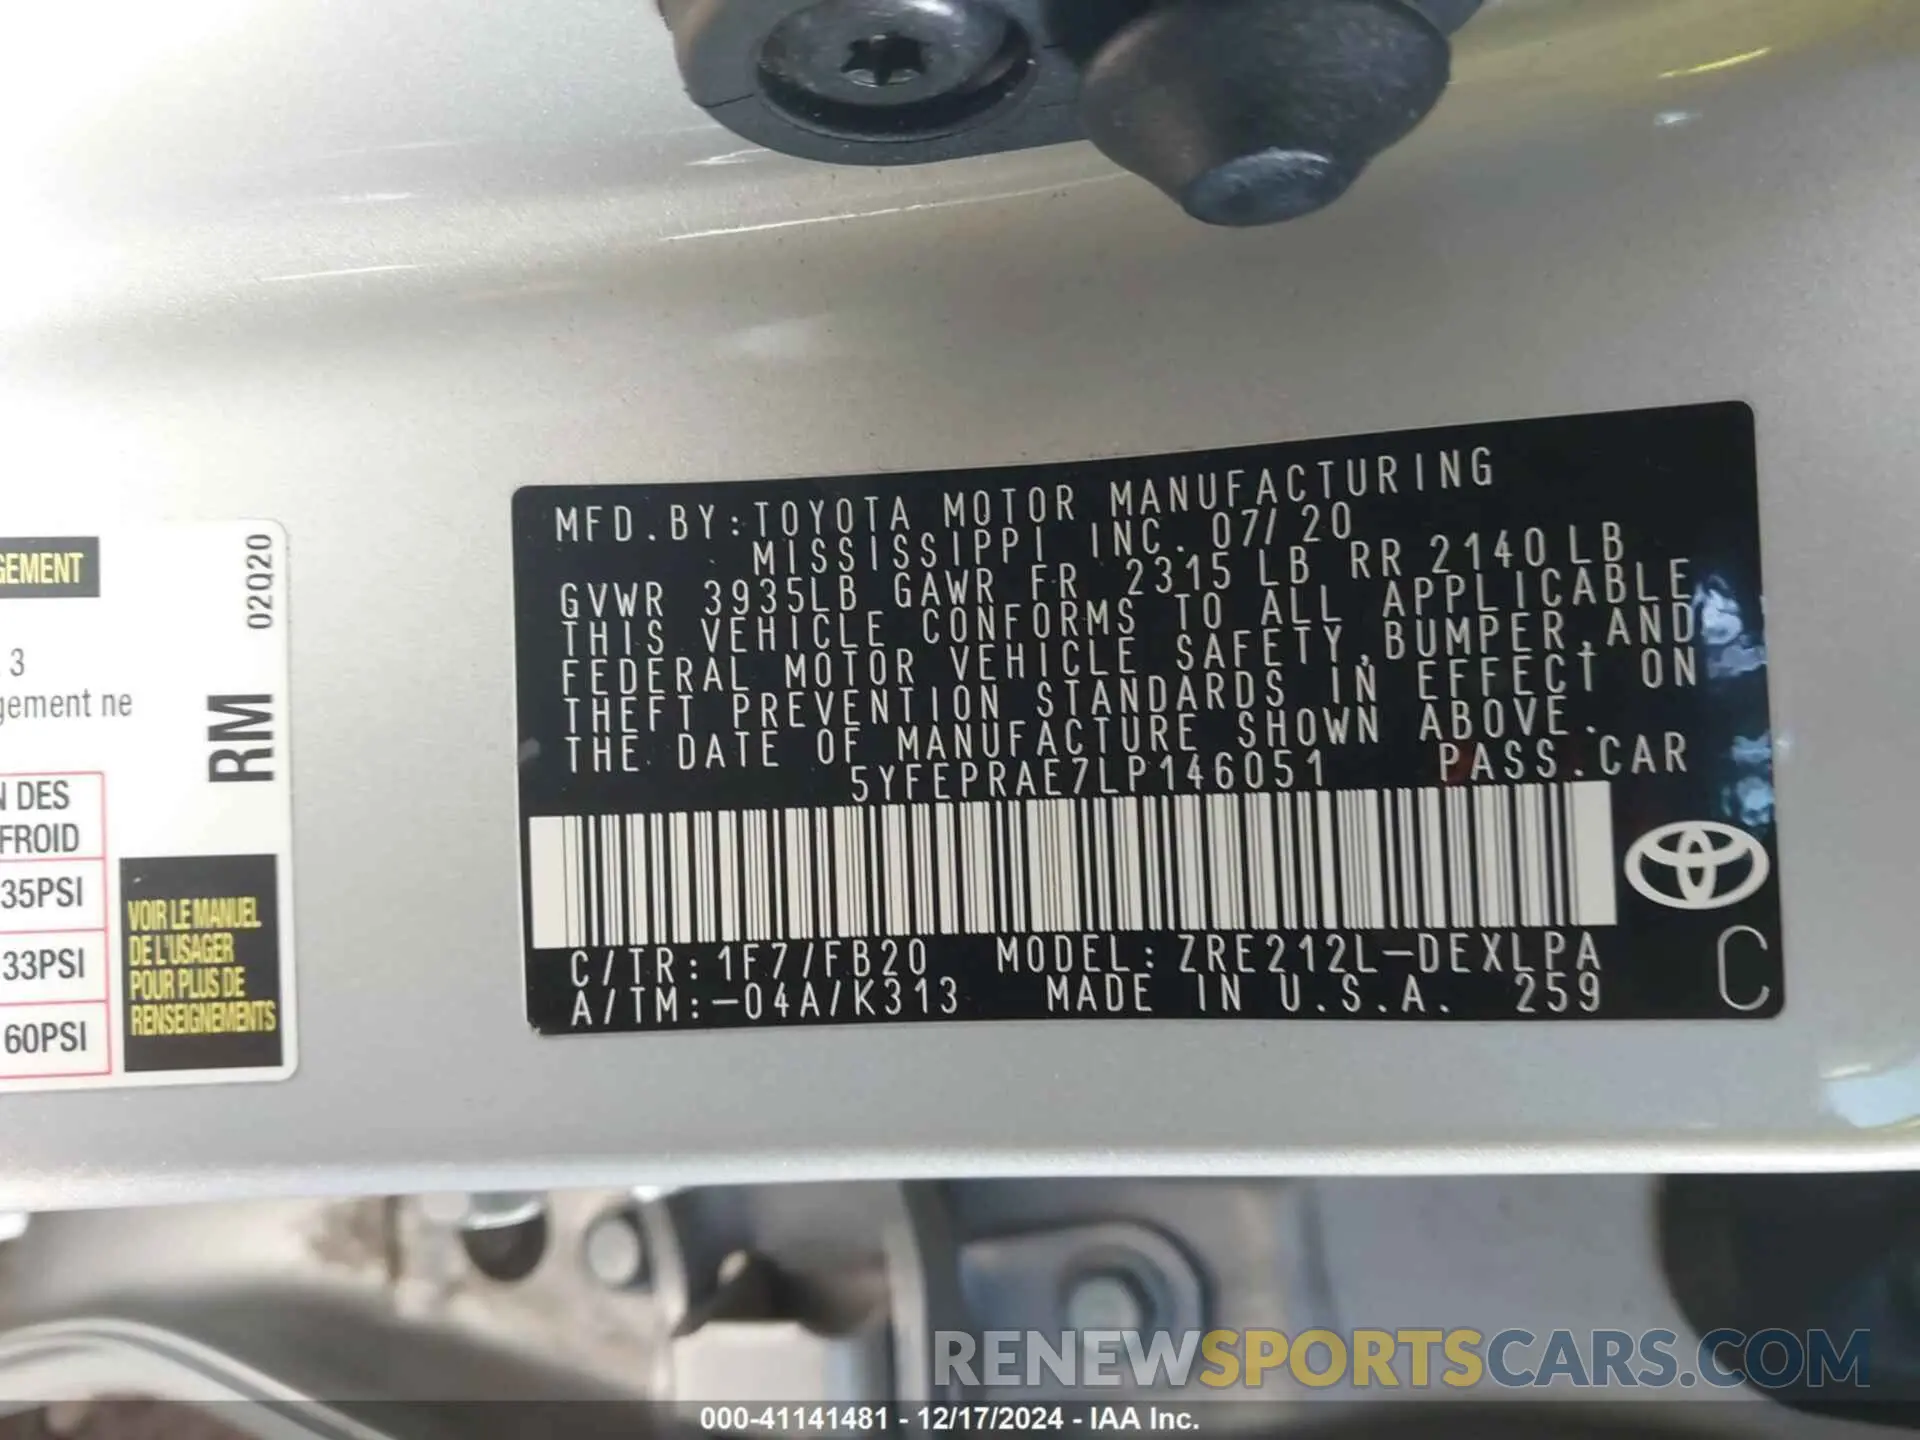 GEMENT
02Q20
3
gement ne
RM
N DES
FROID
35PSI
33PSI
60PSI
VOIR LE MANUEL
DE L'USAGER
POUR PLUS DE
RENSEIGNEMENTS
MFD.BY:TOYOTA MOTOR MANUFACTURING
MISSISSIPPI INC. 07/20
GVWR 3935LB GAWR FR 2315LB RR 2140LB
THIS VEHICLE CONFORMS TO ALL APPLICABLE
FEDERAL MOTOR VEHICLE SAFETY,BUMPER,AND
THEFT PREVENTION STANDARDS IN EFFECT ON
THE DATE OF MANUFACTURE SHOWN ABOVE.
5YFEPRAE7LP146051 PASS.CAR
C/TR:1F7/FB20 MODEL:ZRE212L-DEXLPA
A/TM:-04A/K313 MADE IN U.S.A. 259
C
RENEWSPORTSCARS.COM
000-41141481 - 12/17/2024 - IAA Inc.